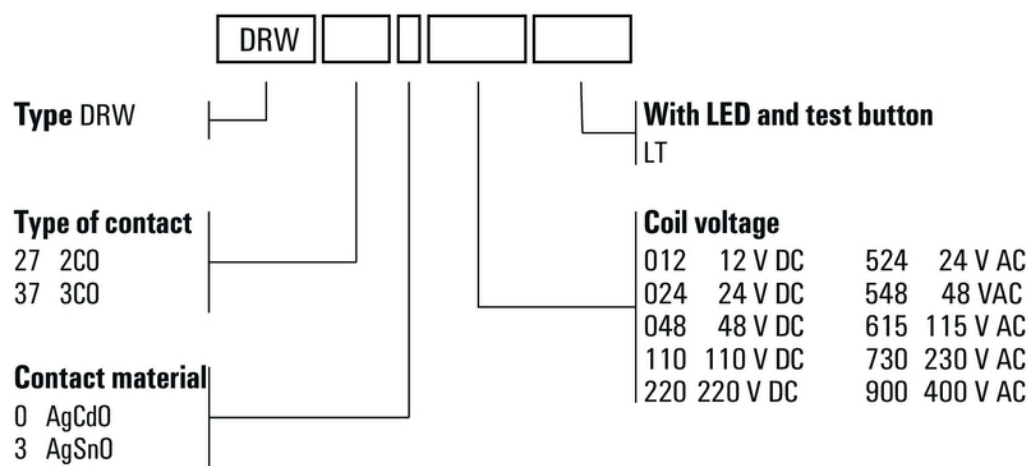 DRW
Type DRW
With LED and test button
LT
Type of contact
27 2CO
37 3CO
Coil voltage
012 12 V DC 524 24 V AC
024 24 V DC 548 48 VAC
048 48 V DC 615 115 V AC
110 110 V DC 730 230 V AC
220 220 V DC 900 400 V AC
Contact material
0 AgCdO
3 AgSnO